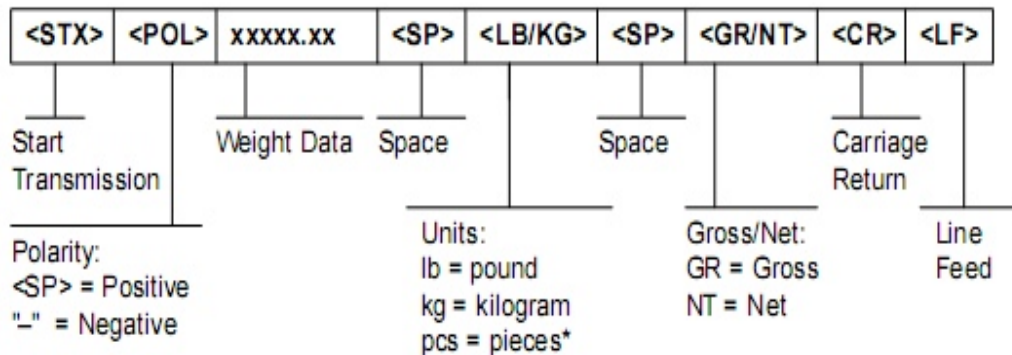 <STX> <POL> xxxxx.xx <SP> <LB/KG> <SP> <GR/NT> <CR> <LF>
Start
Transmission
Weight Data
Space
Space
Carriage
Return
Polarity:
<SP> = Positive
"–" = Negative
Units:
lb = pound
kg = kilogram
pcs = pieces*
Gross/Net:
GR = Gross
NT = Net
Line
Feed